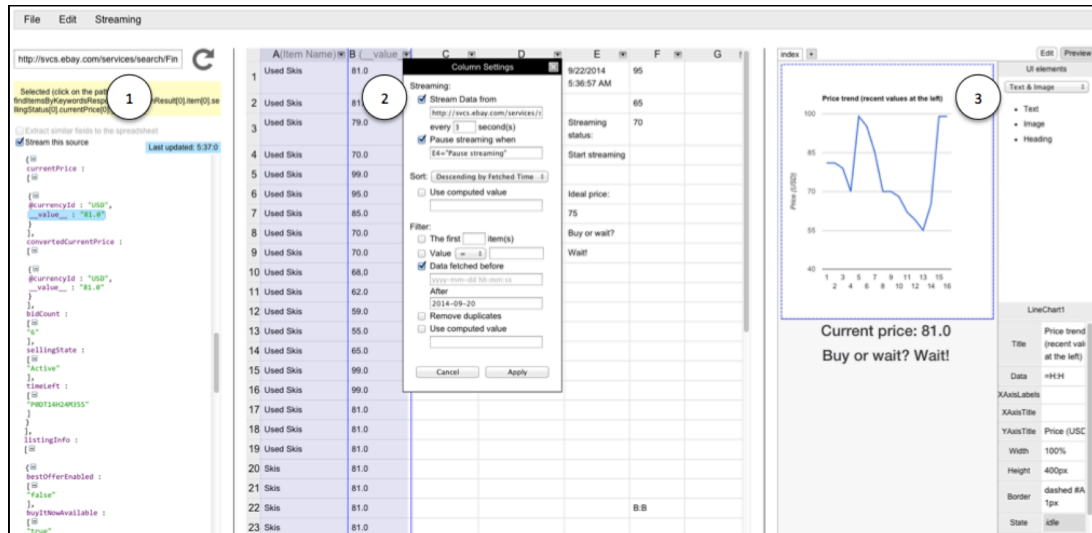 File Edit Streaming
http://svcs.ebay.com/services/search/Fin
Selected (click on the
findItemsByKeywordsRespo
Result[0].item[0].se
llingStatus[0].currentPrice[0]
1
Extract similar fields to the spreadsheet
Stream this source
Last updated: 5:37:0
{
currentPrice :
[
{
@currencyId : "USD",
__value__ : "81.0"
}
],
convertedCurrentPrice :
[
{
@currencyId : "USD",
__value__ : "81.0"
}
],
bidCount :
[
"6"
],
sellingState :
[
"Active"
],
timeLeft :
[
"P0DT14H24M35S"
]
}
],
listingInfo :
[
{
bestOfferEnabled :
[
"false"
],
buyItNowAvailable :
[
"true"
A(Item Name) B (__value C D E F G
1 Used Skis 81.0 9/22/2014 5:36:57 AM 95
2 Used Skis 81 65
3 Used Skis 79.0 Streaming status: 70
4 Used Skis 70.0 Start streaming
5 Used Skis 99.0
6 Used Skis 95.0 Ideal price:
7 Used Skis 85.0 75
8 Used Skis 70.0 Buy or wait?
9 Used Skis 70.0 Wait!
10 Used Skis 68.0
11 Used Skis 62.0
12 Used Skis 59.0
13 Used Skis 55.0
14 Used Skis 65.0
15 Used Skis 99.0
16 Used Skis 99.0
17 Used Skis 81.0
18 Used Skis 81.0
19 Used Skis 81.0
20 Skis 81.0
21 Skis 81.0
22 Skis 81.0 B:B
23 Skis 81.0
2
Column Settings
Streaming:
Stream Data from
http://svcs.ebay.com/services/s
every 3 second(s)
Pause streaming when
E4="Pause streaming"
Sort: Descending by Fetched Time
Use computed value
Filter:
The first item(s)
Value =
Data fetched before
yyyy-mm-dd hh:mm:ss
After
2014-09-20
Remove duplicates
Use computed value
Cancel Apply
index +
Edit Preview
Price trend (recent values at the left)
Price (USD)
100
85
70
55
40
1 3 5 7 9 11 13 15
2 4 6 8 10 12 14 16
Current price: 81.0
Buy or wait? Wait!
3
UI elements
Text & Image
Text
Image
Heading
LineChart1
Title Price trend (recent val at the left)
Data =H:H
XAxisLabels
XAxisTitle
YAxisTitle Price (USD
Width 100%
Height 400px
Border dashed #A 1px
State idle